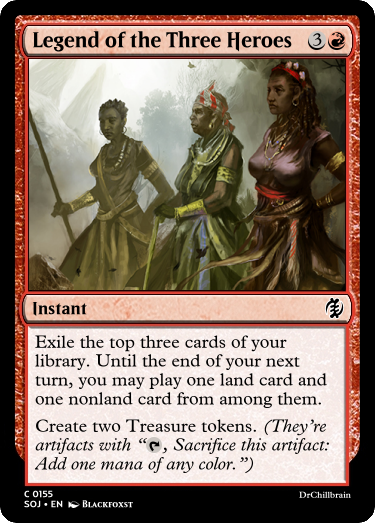 Legend of the Three Heroes 3
Instant
Exile the top three cards of your
library. Until the end of your next
turn, you may play one land card and
one nonland card from among them.
Create two Treasure tokens. (They're
artifacts with “, Sacrifice this artifact:
Add one mana of any color.”)
C 0155
SOJ • EN Blackfoxst
DrChillbrain